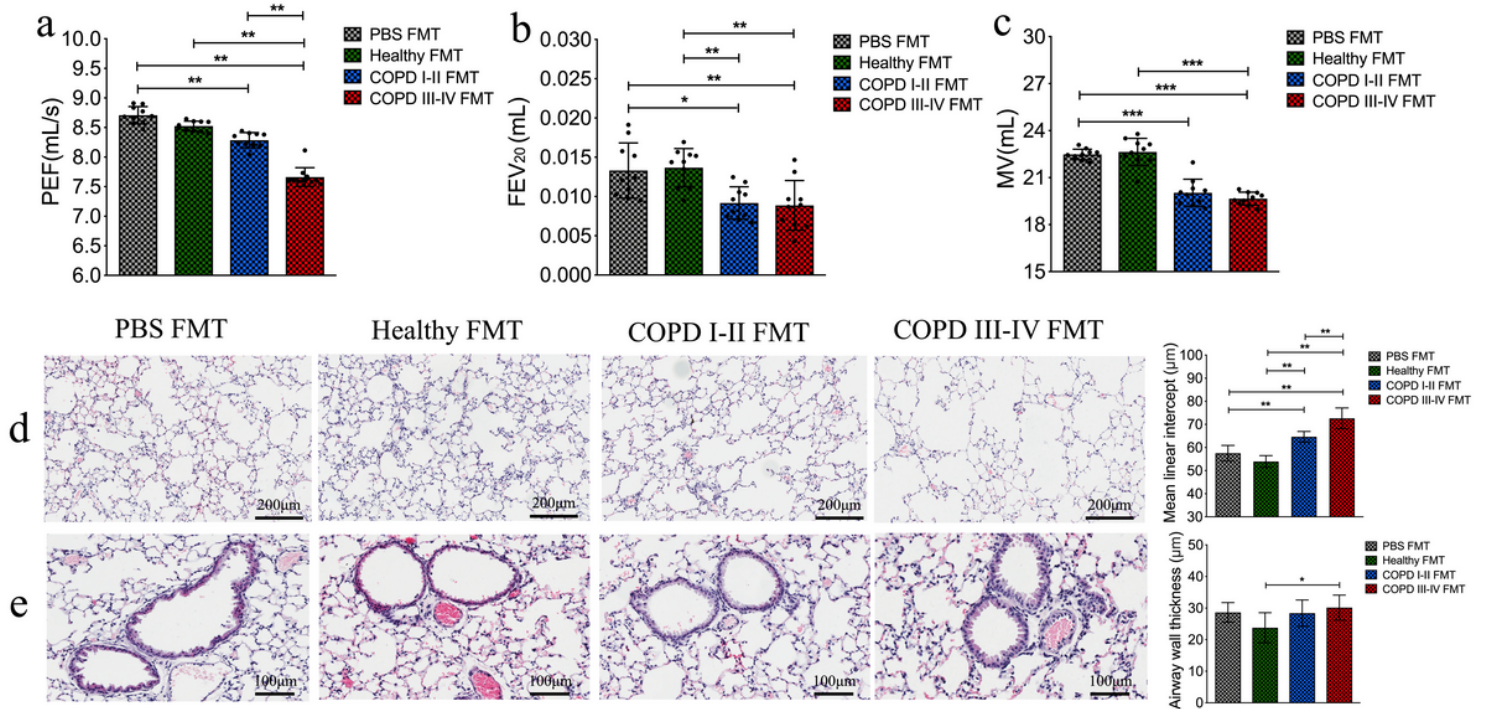 a
PEF(mL/s)
10.0
9.5
9.0
8.5
8.0
7.5
7.0
6.5
6.0
**
**
**
**
PBS FMT
Healthy FMT
COPD I-II FMT
COPD III-IV FMT
b
FEV20 (mL)
0.030
0.025
0.020
0.015
0.010
0.005
0.000
**
**
**
*
PBS FMT
Healthy FMT
COPD I-II FMT
COPD III-IV FMT
c
MV(mL)
30
27
24
21
18
15
***
***
***
PBS FMT
Healthy FMT
COPD I-II FMT
COPD III-IV FMT
PBS FMT
Healthy FMT
COPD I-II FMT
COPD III-IV FMT
d
200μm
200μm
200μm
200μm
Mean linear intercept (μm)
100
90
80
70
60
50
40
30
**
**
**
**
**
PBS FMT
Healthy FMT
COPD I-II FMT
COPD III-IV FMT
e
100μm
100μm
100μm
100μm
Airway wall thickness (μm)
50
40
30
20
10
0
*
PBS FMT
Healthy FMT
COPD I-II FMT
COPD III-IV FMT